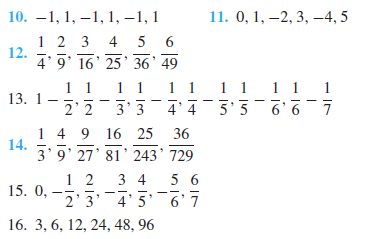 10. −1, 1, −1, 1, −1, 1 11. 0, 1, −2, 3, −4, 5
12. 1/4, 2/9, 3/16, 4/25, 5/36, 6/49
13. 1 − 1/2, 1/2 − 1/3, 1/3 − 1/4, 1/4 − 1/5, 1/5 − 1/6, 1/6 − 1/7
14. 1/3, 4/9, 9/27, 16/81, 25/243, 36/729
15. 0, −1/2, 2/3, −3/4, 4/5, −5/6, 6/7
16. 3, 6, 12, 24, 48, 96